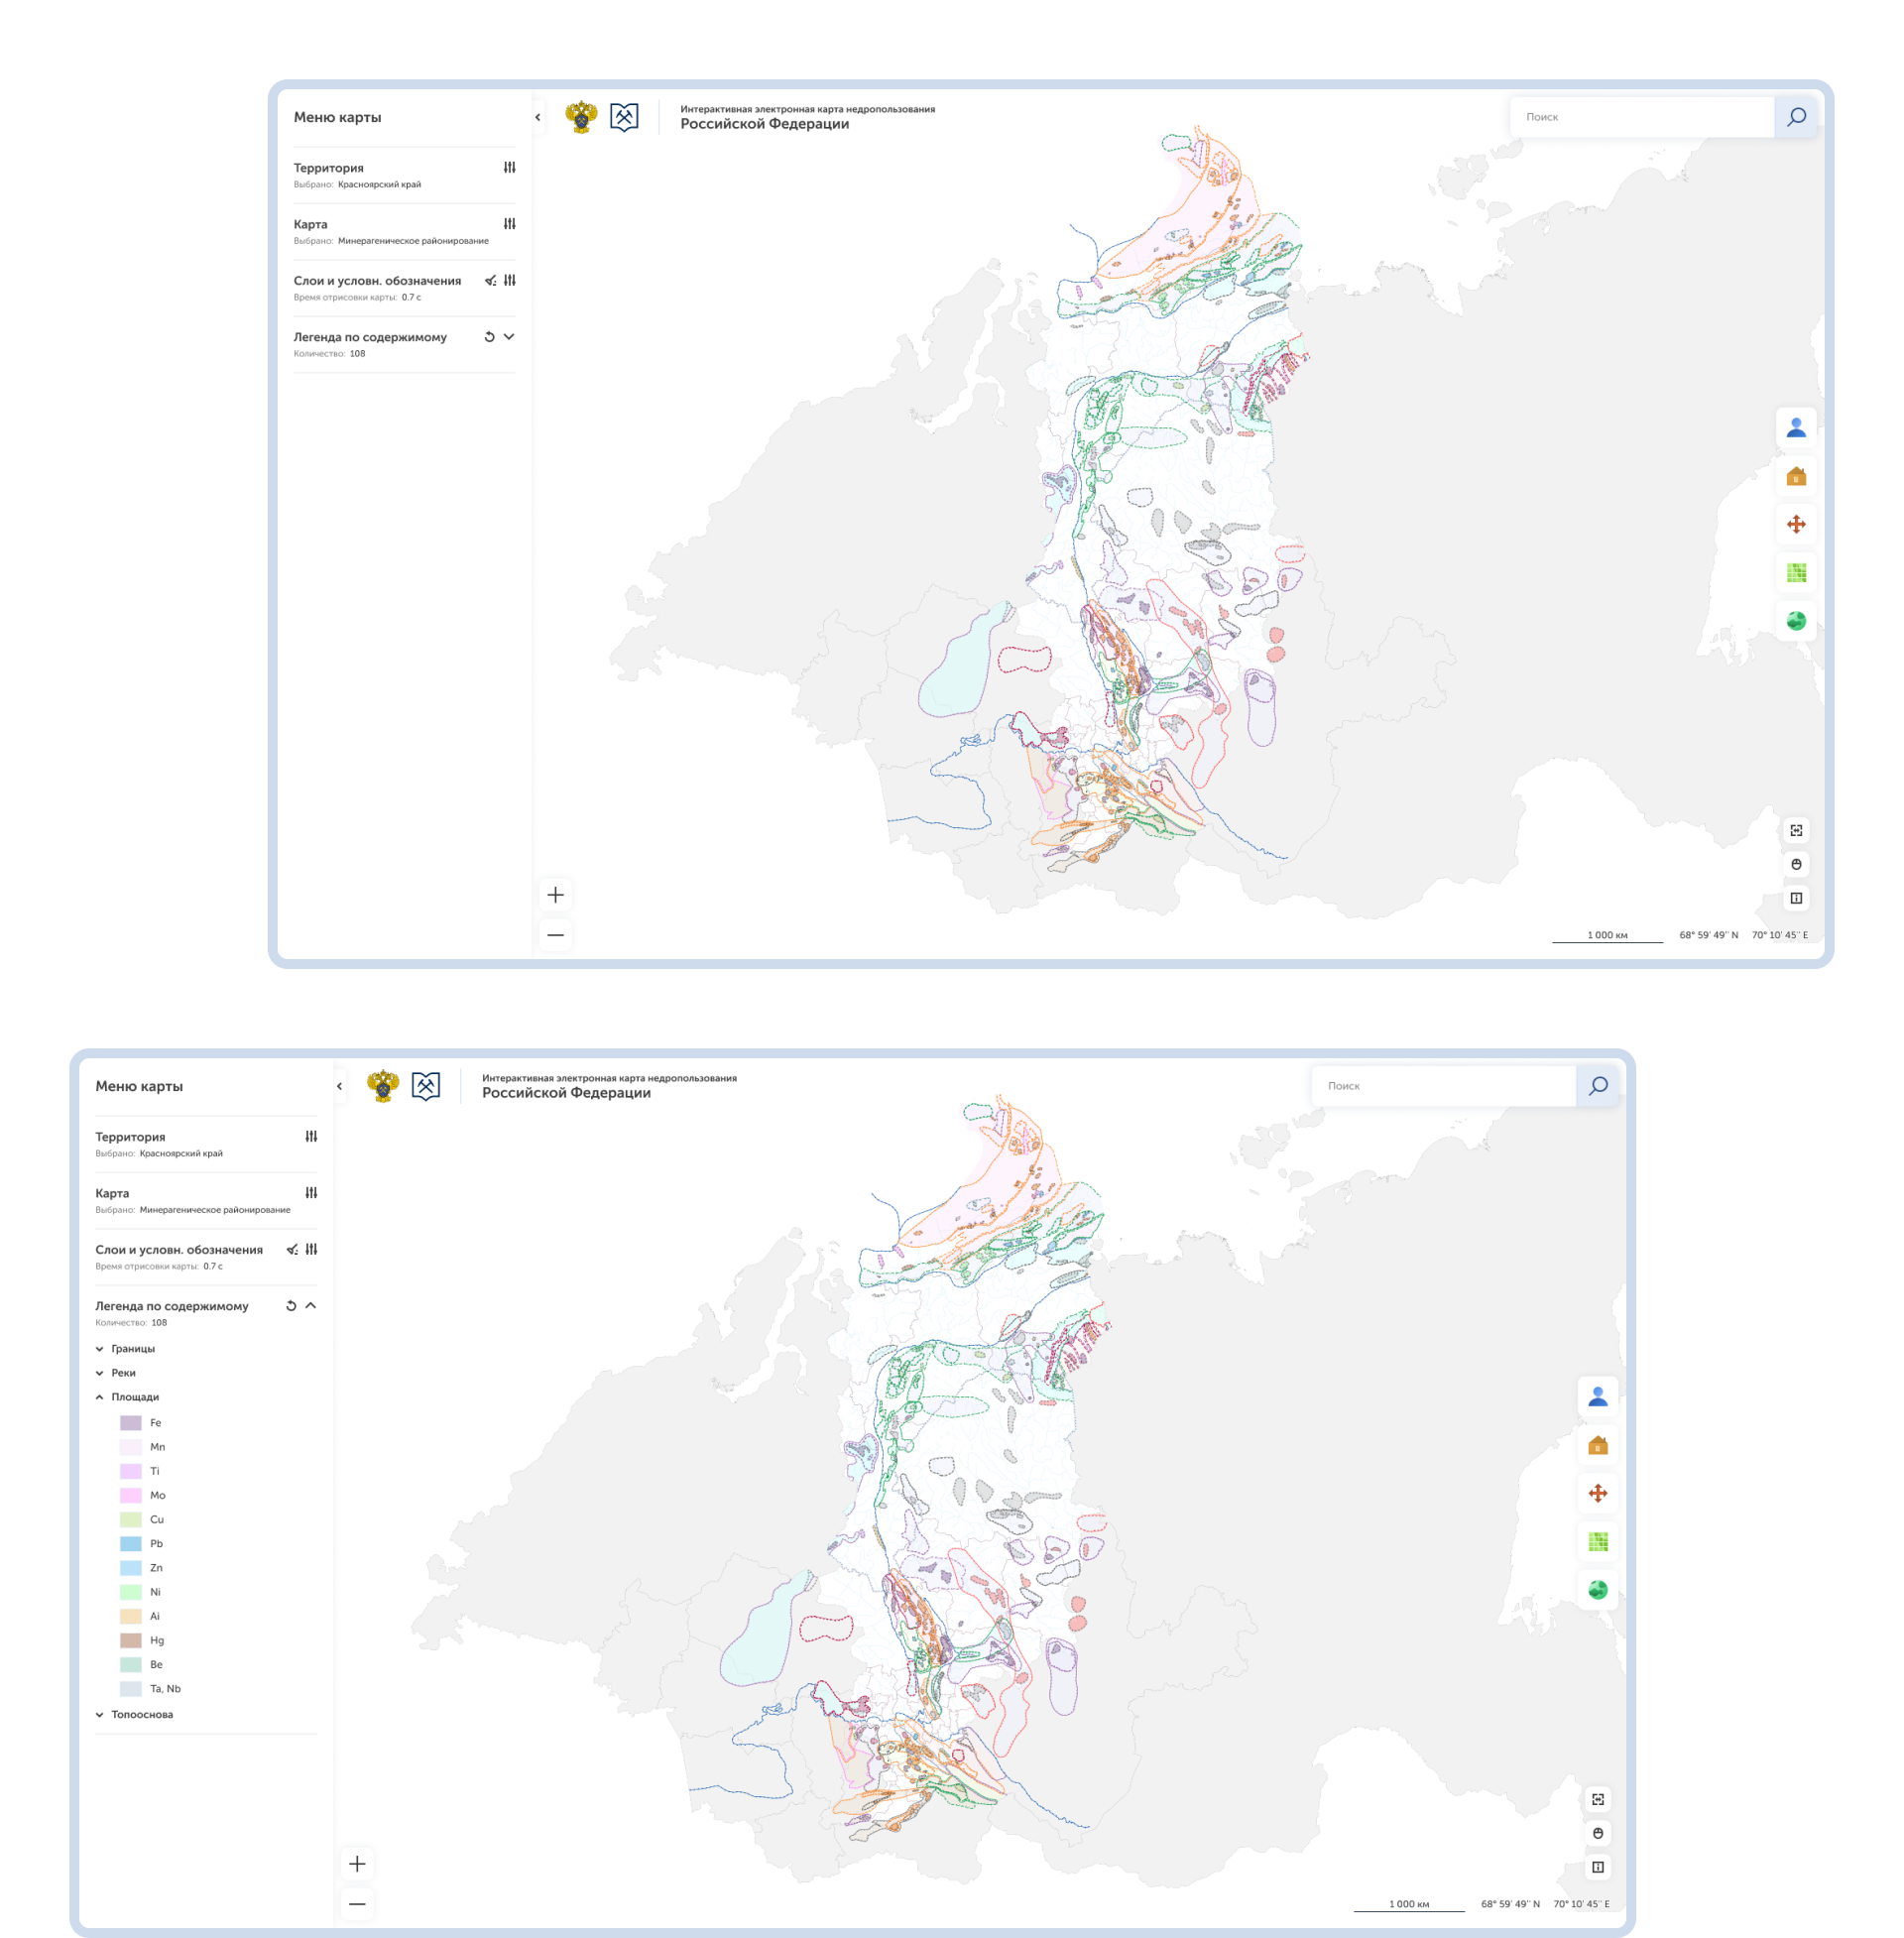 Меню карты
Интерактивная электронная карта недропользования
Российской Федерации
Поиск
Территория
Выбрано: Красноярский край
Карта
Выбрано: Минерагеническое районирование
Слои и условн. обозначения
Время отрисовки карты: 0.7 с
Легенда по содержимому
Количество: 108
1 000 км
68° 59' 49'' N 70° 10' 45'' E
Меню карты
Интерактивная электронная карта недропользования
Российской Федерации
Поиск
Территория
Выбрано: Красноярский край
Карта
Выбрано: Минерагеническое районирование
Слои и условн. обозначения
Время отрисовки карты: 0.7 с
Легенда по содержимому
Количество: 108
Границы
Реки
Площади
Fe
Mn
Ti
Mo
Cu
Pb
Zn
Ni
Ai
Hg
Be
Ta, Nb
Топооснова
1 000 км
68° 59' 49'' N 70° 10' 45'' E